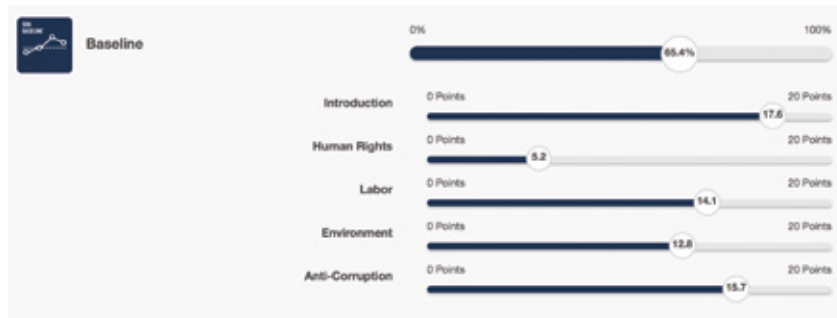 SDG
BASELINE
Baseline
0%
100%
65.4%
Introduction
0 Points
20 Points
17.6
Human Rights
0 Points
20 Points
5.2
Labor
0 Points
20 Points
14.1
Environment
0 Points
20 Points
12.8
Anti-Corruption
0 Points
20 Points
15.7